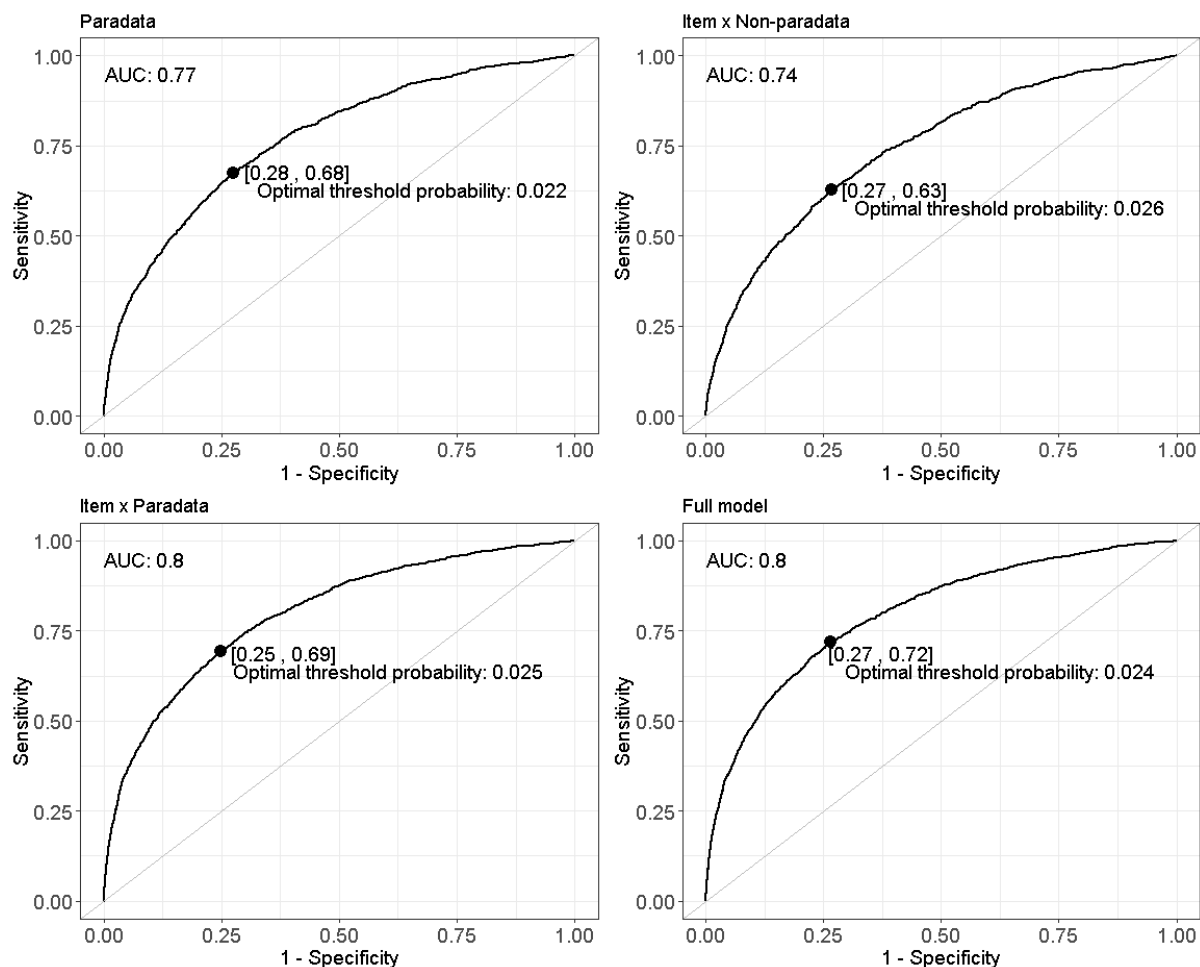 Paradata
AUC: 0.77
1.00
0.75
0.50
0.25
0.00
Sensitivity
[0.28 , 0.68]
Optimal threshold probability: 0.022
0.00 0.25 0.50 0.75 1.00
1 - Specificity
Item x Non-paradata
AUC: 0.74
1.00
0.75
0.50
0.25
0.00
Sensitivity
[0.27 , 0.63]
Optimal threshold probability: 0.026
0.00 0.25 0.50 0.75 1.00
1 - Specificity
Item x Paradata
AUC: 0.8
1.00
0.75
0.50
0.25
0.00
Sensitivity
[0.25 , 0.69]
Optimal threshold probability: 0.025
0.00 0.25 0.50 0.75 1.00
1 - Specificity
Full model
AUC: 0.8
1.00
0.75
0.50
0.25
0.00
Sensitivity
[0.27 , 0.72]
Optimal threshold probability: 0.024
0.00 0.25 0.50 0.75 1.00
1 - Specificity